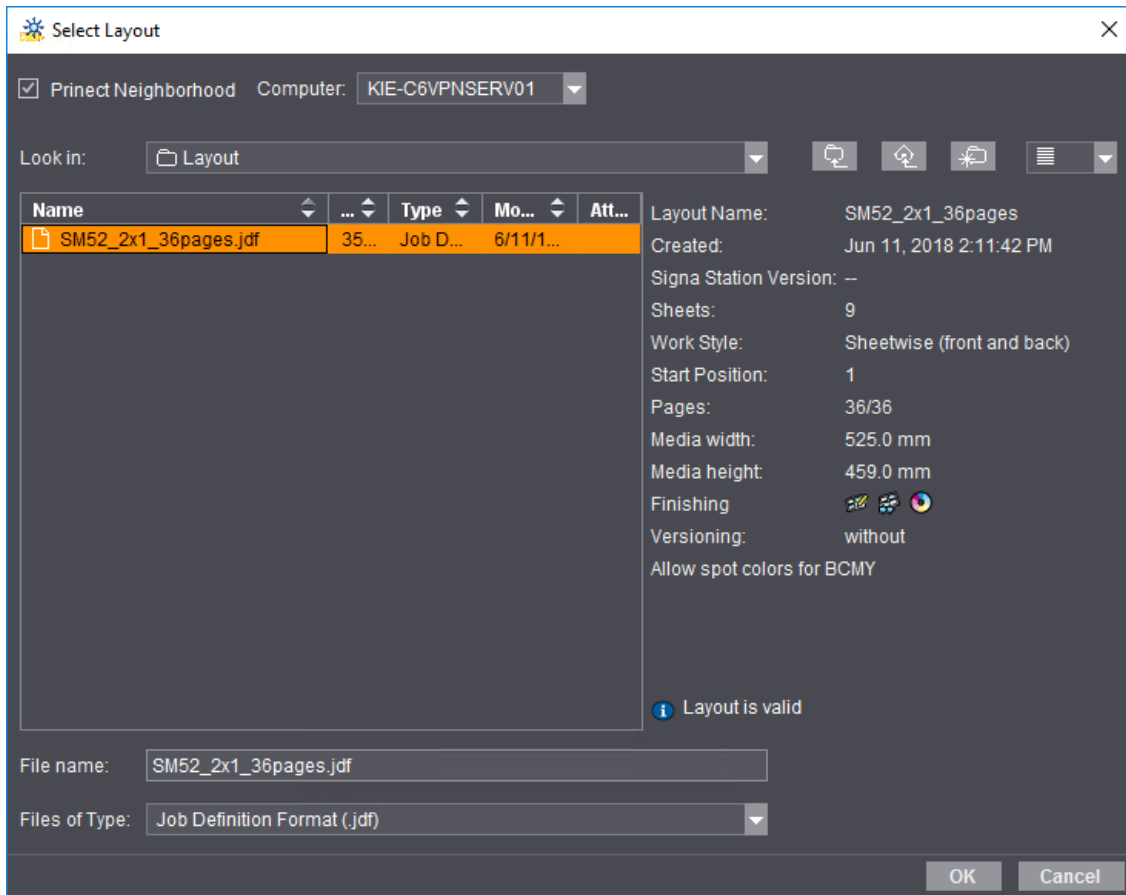 Select Layout
Prinect Neighborhood Computer: KIE-C6VPNSERV01
Look in: Layout
Name ... Type Mo... Att...
SM52_2x1_36pages.jdf 35... Job D... 6/11/1...
Layout Name: SM52_2x1_36pages
Created: Jun 11, 2018 2:11:42 PM
Signa Station Version: --
Sheets: 9
Work Style: Sheetwise (front and back)
Start Position: 1
Pages: 36/36
Media width: 525.0 mm
Media height: 459.0 mm
Finishing
Versioning: without
Allow spot colors for BCMY
Layout is valid
File name: SM52_2x1_36pages.jdf
Files of Type: Job Definition Format (.jdf)
OK Cancel